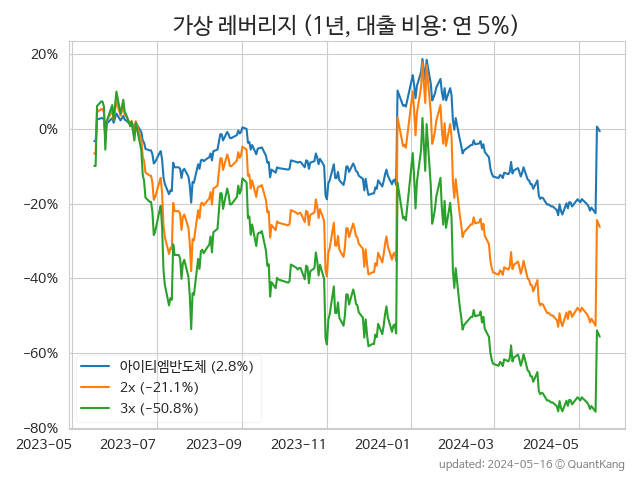 가상 레버리지 (1년, 대출 비용: 연 5%)
20%
0%
−20%
−40%
−60%
−80%
아이티엠반도체 (2.8%)
2x (−21.1%)
3x (−50.8%)
2023-05 2023-07 2023-09 2023-11 2024-01 2024-03 2024-05
updated: 2024-05-16 © QuantKang